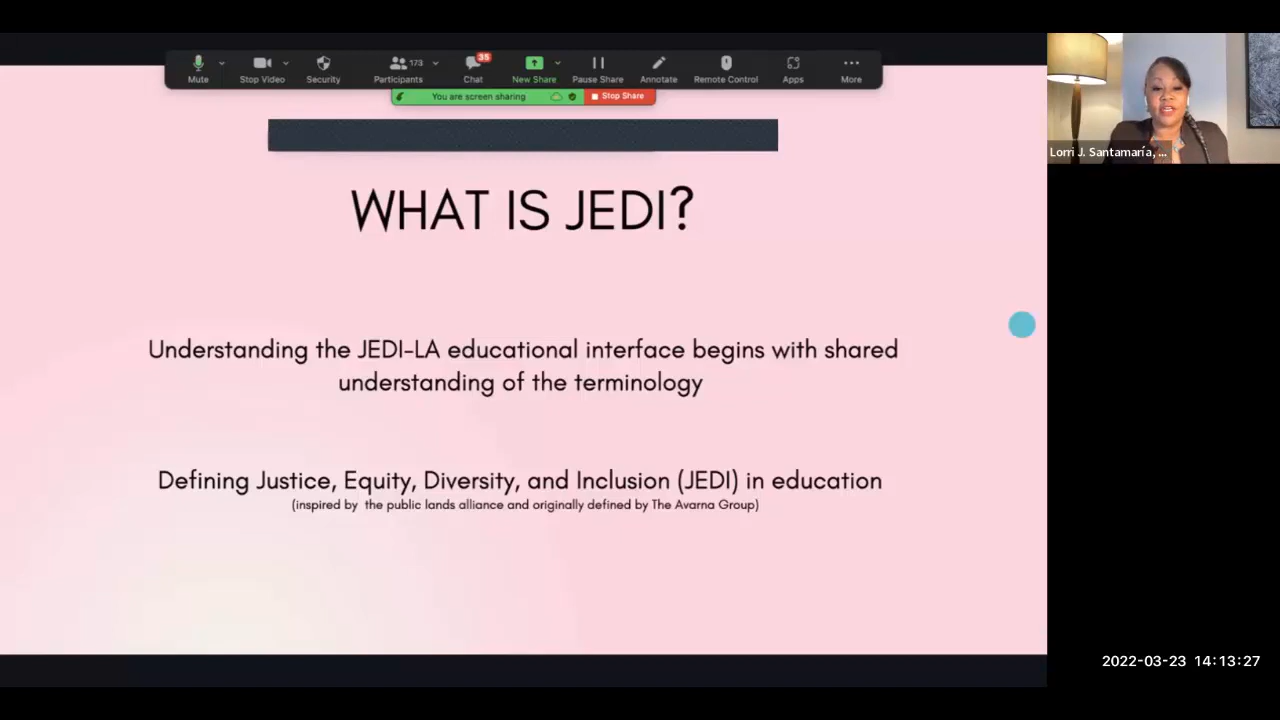 173
35
Mute
Stop Video
Security
Participants
Chat
New Share
Pause Share
Annotate
Remote Control
Apps
More
You are screen sharing
Stop Share
WHAT IS JEDI?
Understanding the JEDI-LA educational interface begins with shared
understanding of the terminology
Defining Justice, Equity, Diversity, and Inclusion (JEDI) in education
(inspired by the public lands alliance and originally defined by The Avarna Group)
Lorri J. Santamaría, ...
2022-03-23 14:13:27